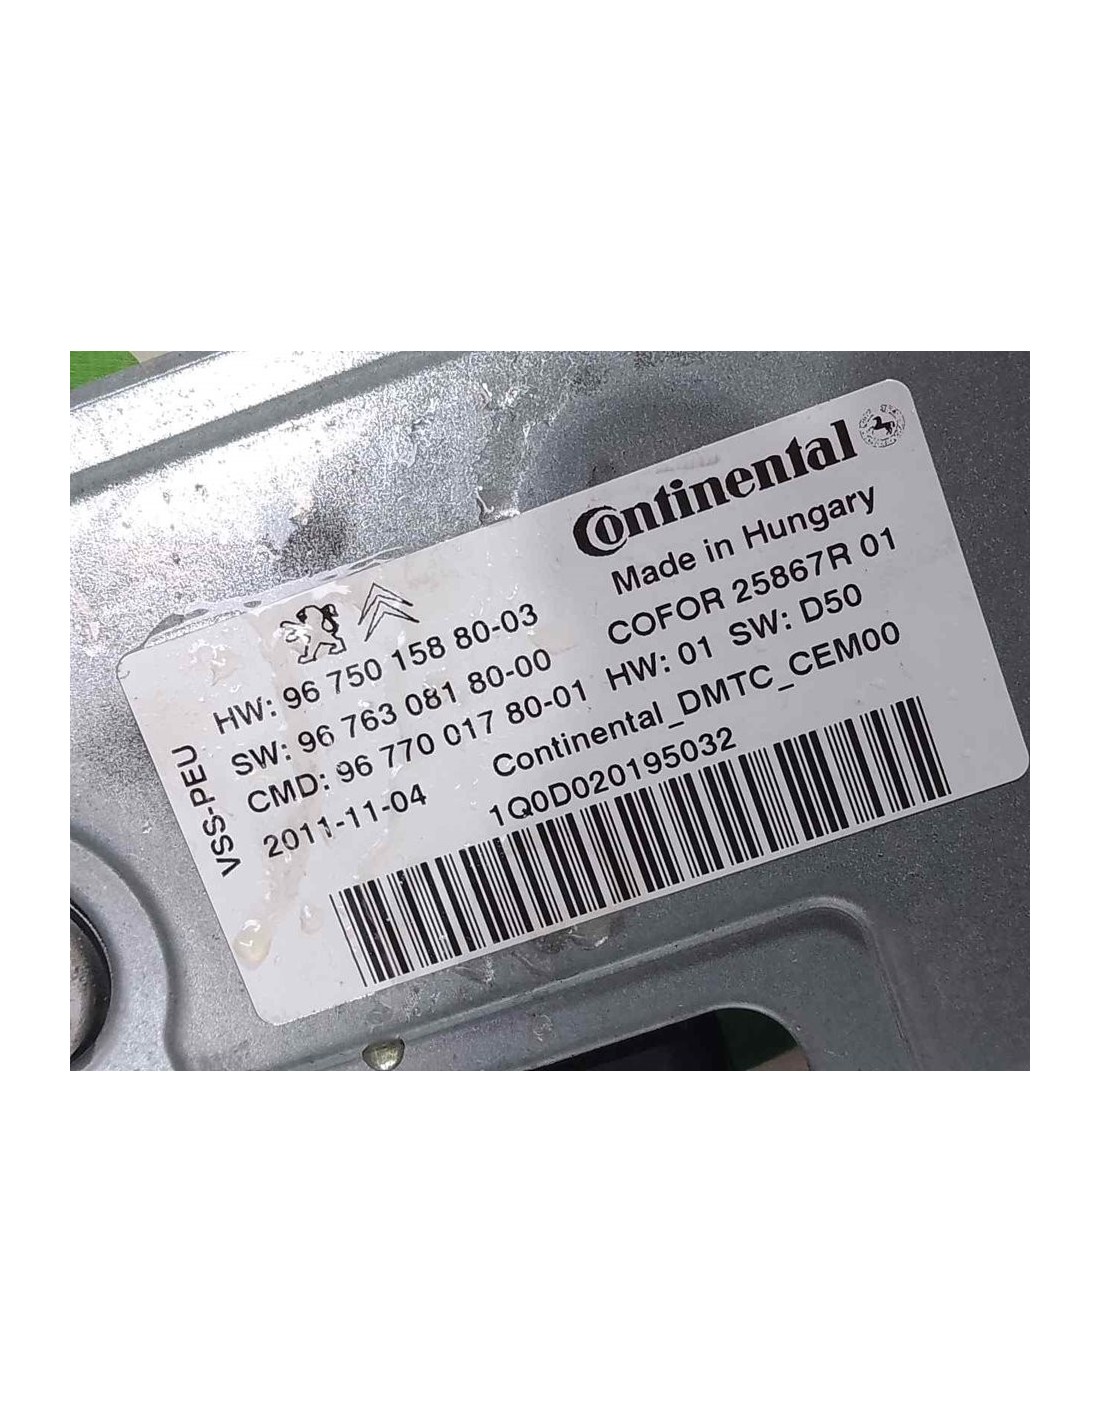 Continental
Made in Hungary
COFOR 25867R 01
HW: 01 SW: D50
HW: 96 750 158 80-03
SW: 96 763 081 80-00
CMD: 96 770 017 80-01
2011-11-04
Continental_DMTC_CEM00
1Q0D020195032
VSS-PEU